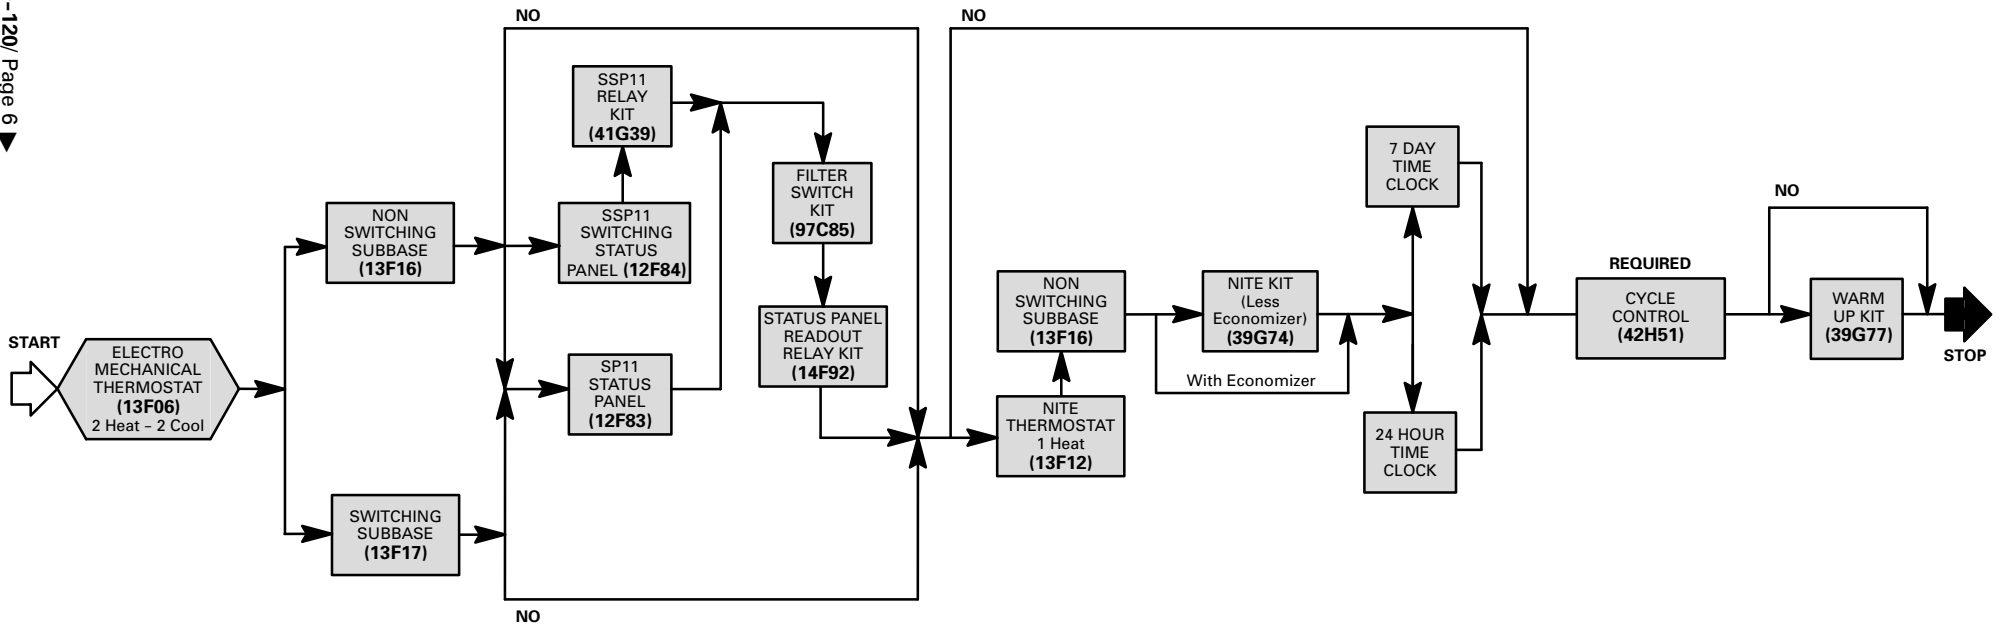 -120/ Page 6
START
ELECTRO
MECHANICAL
THERMOSTAT
(13F06)
2 Heat – 2 Cool
NON
SWITCHING
SUBBASE
(13F16)
SWITCHING
SUBBASE
(13F17)
NO
SSP11
RELAY
KIT
(41G39)
SSP11
SWITCHING
STATUS
PANEL (12F84)
SP11
STATUS
PANEL
(12F83)
FILTER
SWITCH
KIT
(97C85)
STATUS PANEL
READOUT
RELAY KIT
(14F92)
NO
NO
NON
SWITCHING
SUBBASE
(13F16)
NITE
THERMOSTAT
1 Heat
(13F12)
NITE KIT
(Less
Economizer)
(39G74)
With Economizer
7 DAY
TIME
CLOCK
24 HOUR
TIME
CLOCK
REQUIRED
CYCLE
CONTROL
(42H51)
NO
WARM
UP KIT
(39G77)
STOP